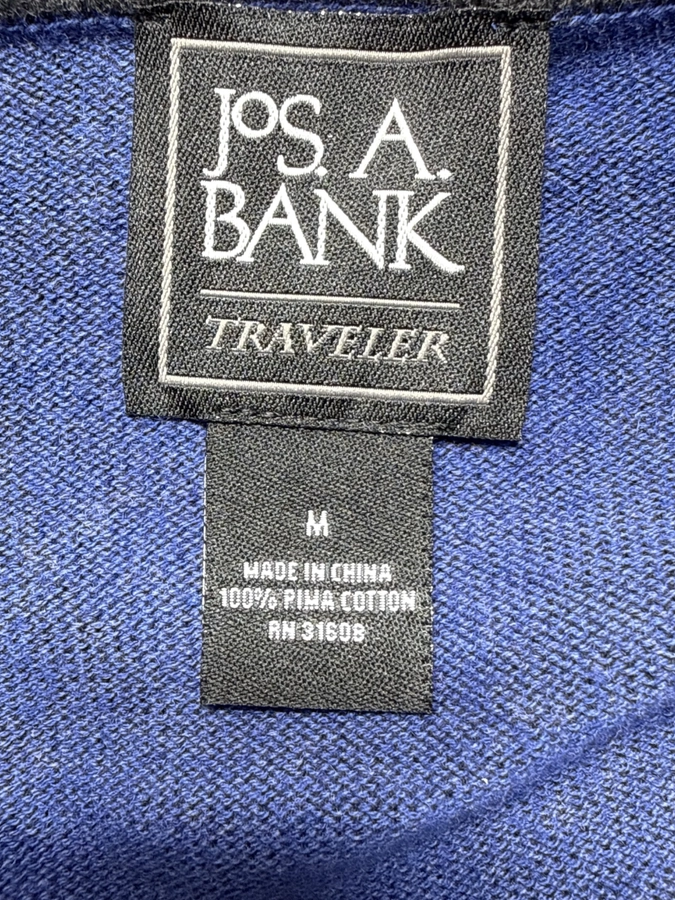 JoS. A.
BANK
TRAVELER
M
MADE IN CHINA
100% PIMA COTTON
RN 31608